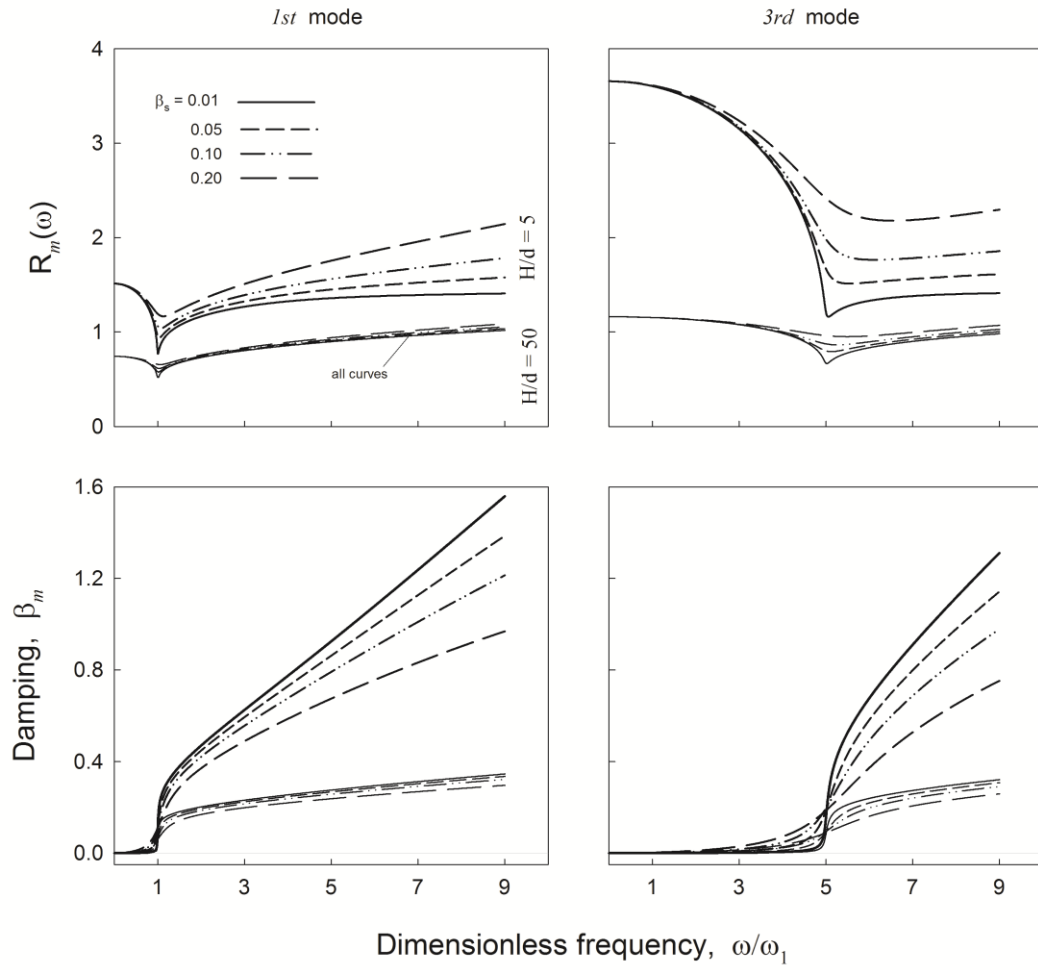 1st mode
3rd mode
4
3
2
1
0
R_m(ω)
β_s = 0.01
0.05
0.10
0.20
all curves
H/d = 5
H/d = 50
1.6
1.2
0.8
0.4
0.0
Damping, β_m
1 3 5 7 9
1 3 5 7 9
Dimensionless frequency, ω/ω₁